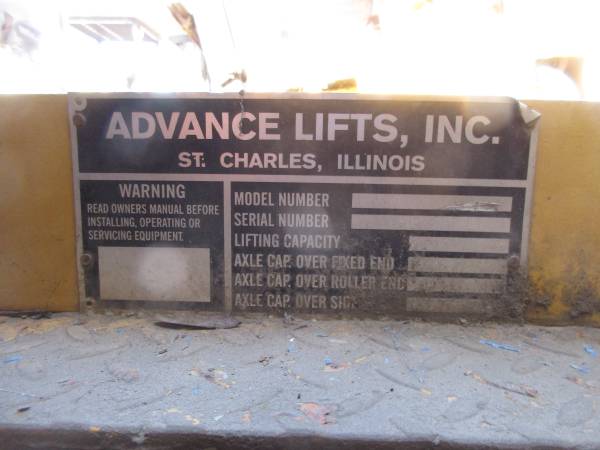 ADVANCE LIFTS, INC.
ST. CHARLES, ILLINOIS
WARNING
READ OWNERS MANUAL BEFORE
INSTALLING, OPERATING OR
SERVICING EQUIPMENT.
MODEL NUMBER
SERIAL NUMBER
LIFTING CAPACITY
AXLE CAP. OVER FIXED END
AXLE CAP. OVER ROLLER END
AXLE CAP. OVER